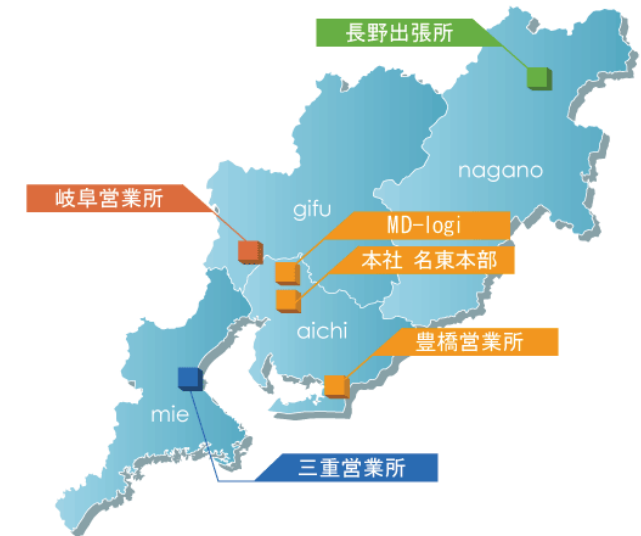 長野出張所
nagano
岐阜営業所
gifu
MD-logi
本社 名東本部
aichi
豊橋営業所
mie
三重営業所